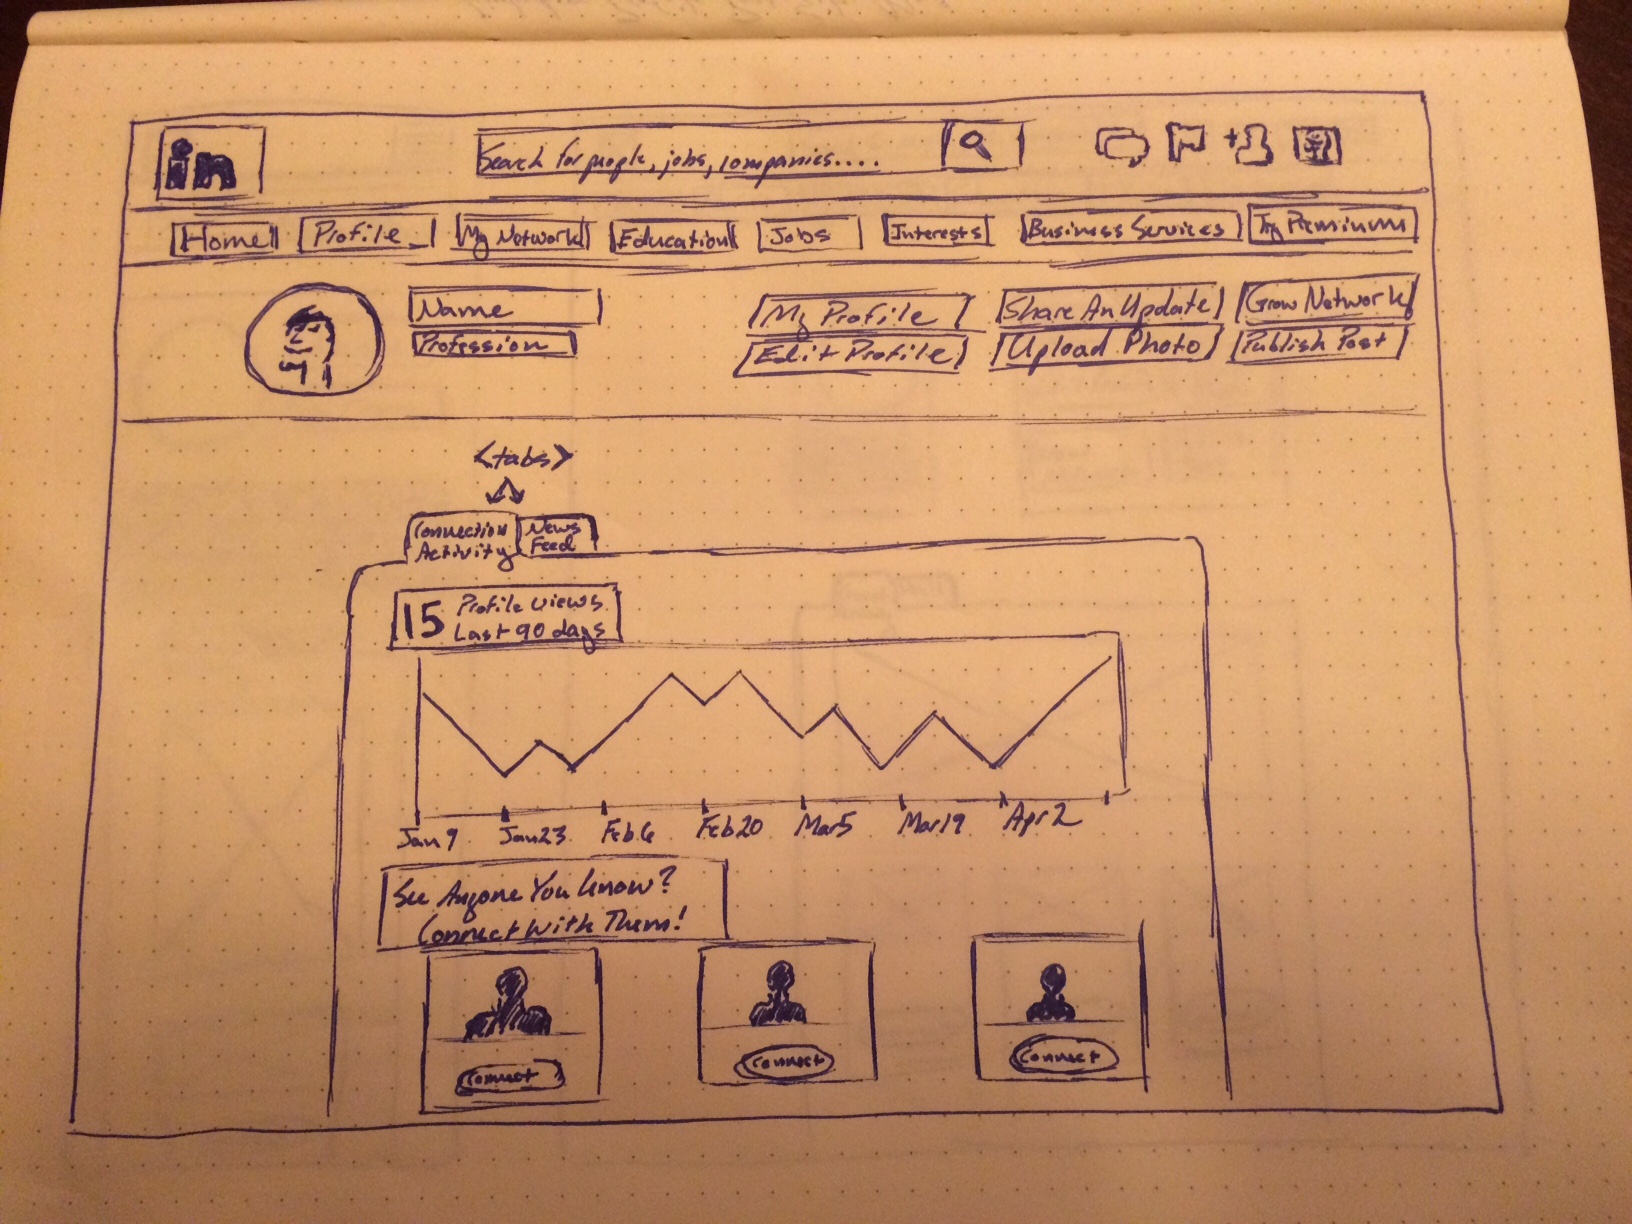 in
Search for people, jobs, companies....
Home Profile My Network Education Jobs Interests Business Services Try Preminum
Name
Profession
My Profile Share An Update Grow Network
Edit Profile Upload Photo Publish Post
<tabs>
Connection Activity
News Feed
15 Profile views
Last 90 days
Jan 9 Jan 23 Feb 6 Feb 20 Mar 5 Mar 19 Apr 2
See Anyone You know?
Connect With Them!
Connect Connect Connect